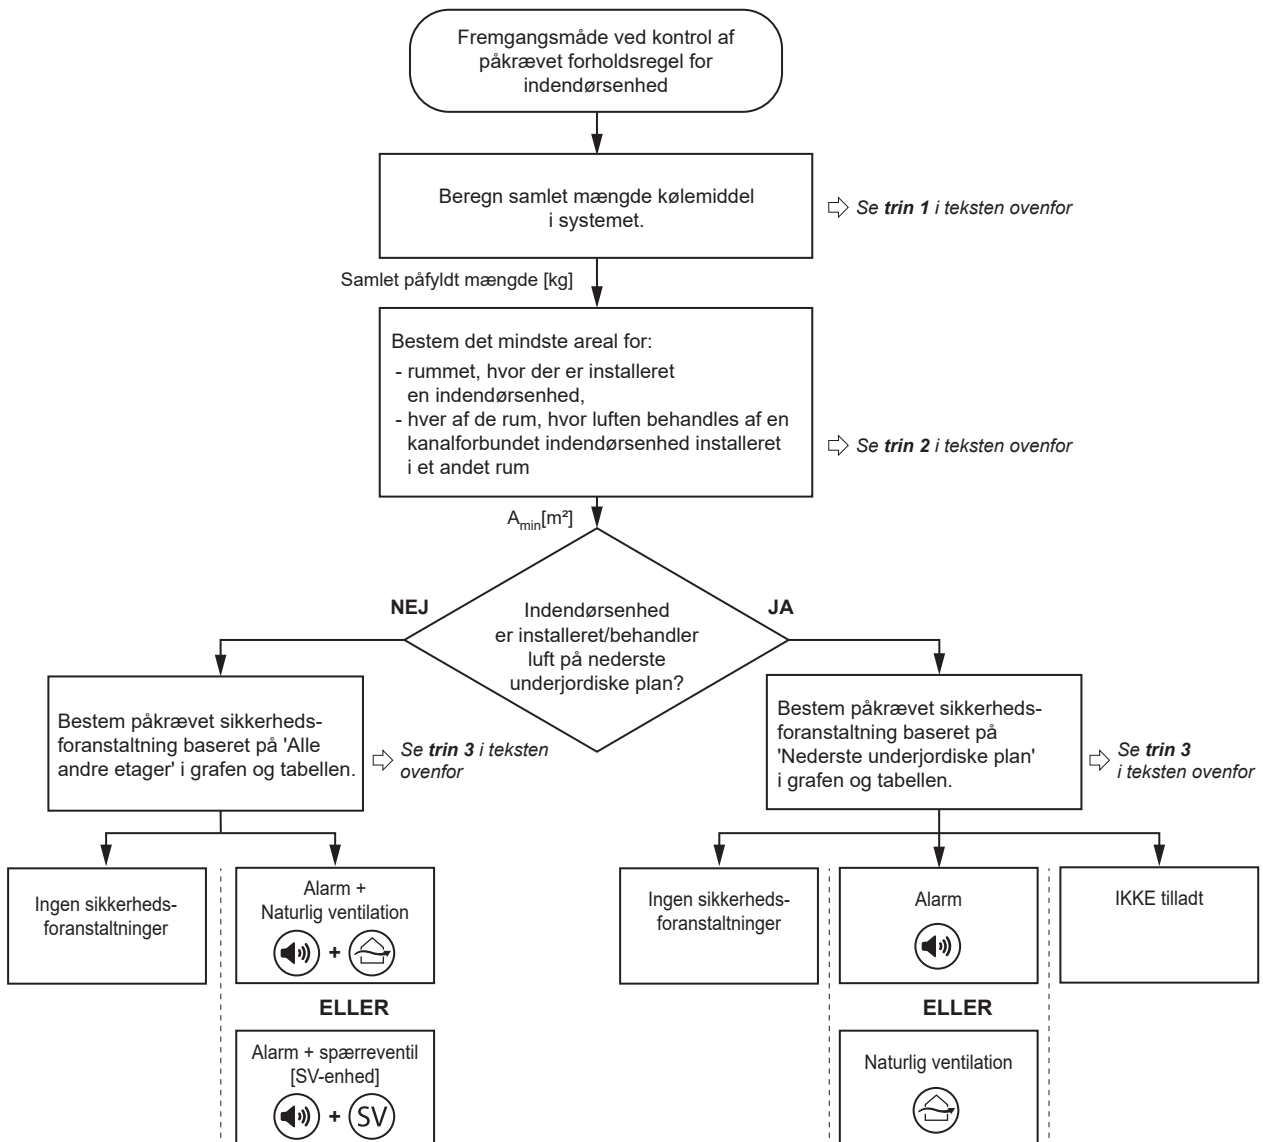 Fremgangsmåde ved kontrol af
påkrævet forholdsregel for
indendørsenhed
Beregn samlet mængde kølemiddel
i systemet.
Se trin 1 i teksten ovenfor
Samlet påfyldt mængde [kg]
Bestem det mindste areal for:
- rummet, hvor der er installeret
en indendørsenhed,
- hver af de rum, hvor luften behandles af en
kanalforbundet indendørsenhed installeret
i et andet rum
Se trin 2 i teksten ovenfor
Amin[m²]
NEJ
JA
Indendørsenhed
er installeret/behandler
luft på nederste
underjordiske plan?
Bestem påkrævet sikkerheds-
foranstaltning baseret på 'Alle
andre etager' i grafen og tabellen.
Se trin 3 i teksten
ovenfor
Bestem påkrævet sikkerheds-
foranstaltning baseret på
'Nederste underjordiske plan'
i grafen og tabellen.
Se trin 3
i teksten ovenfor
Ingen sikkerheds-
foranstaltninger
Alarm +
Naturlig ventilation
+
ELLER
Alarm + spærreventil
[SV-enhed]
+ SV
Ingen sikkerheds-
foranstaltninger
Alarm
ELLER
Naturlig ventilation
IKKE tilladt